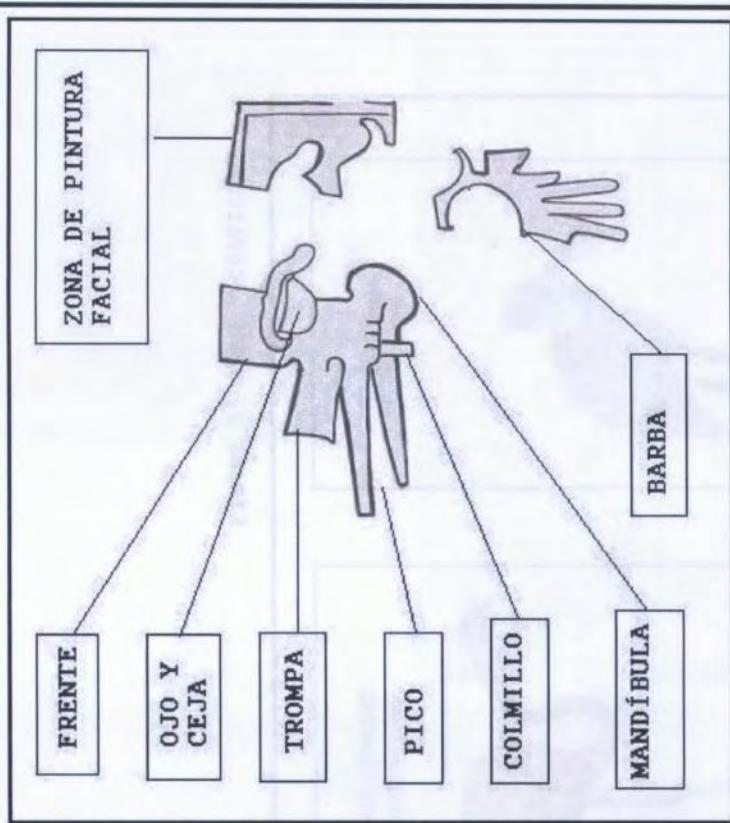 ZONA DE PINTURA
FACIAL
FRENTE
OJO Y
CEJA
TROMPA
PICO
COLMILLO
MANDÍBULA
BARBA